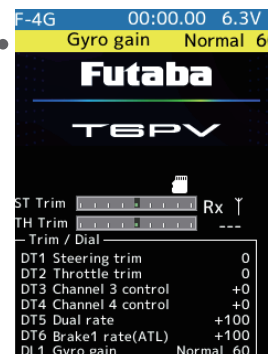 F-4G 00:00.00 6.3V
Gyro gain Normal 60
Futaba
T6PV
ST Trim
Rx
TH Trim
---
Trim / Dial
DT1 Steering trim 0
DT2 Throttle trim 0
DT3 Channel 3 control +0
DT4 Channel 4 control +0
DT5 Dual rate +100
DT6 Brake1 rate(ATL) +100
DL1 Gyro gain Normal 60